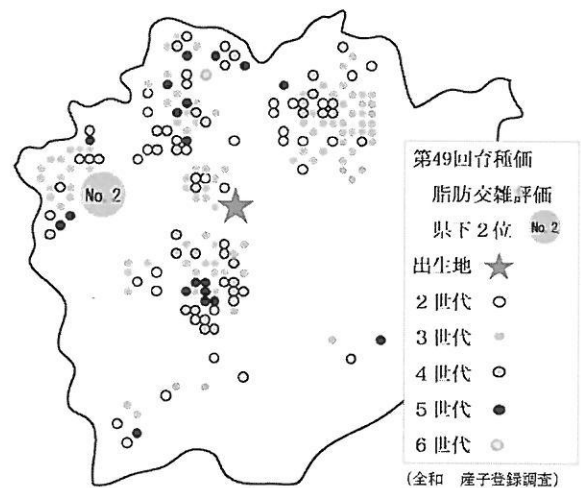 No. 2
第49回育種価
脂肪交雑評価
県下2位 No. 2
出生地
2世代
3世代
4世代
5世代
6世代
(全和 産子登録調査)